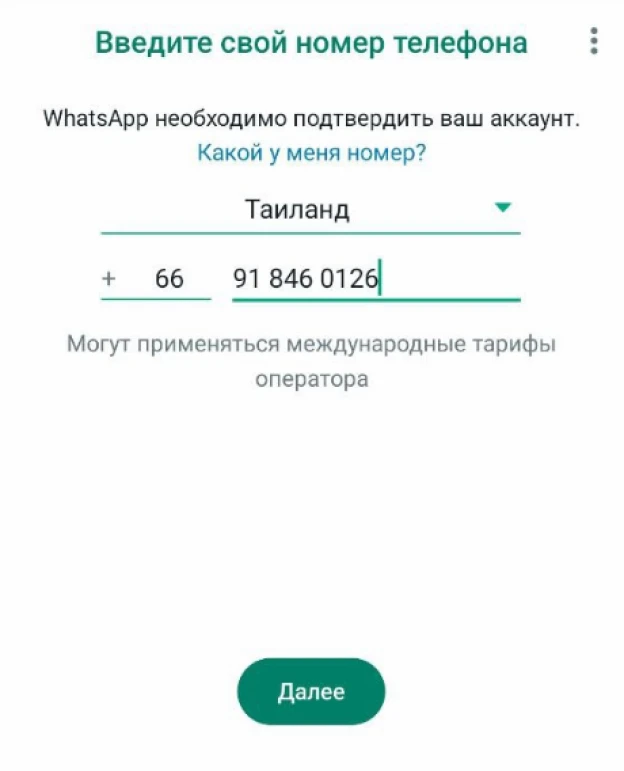 Введите свой номер телефона
WhatsApp необходимо подтвердить ваш аккаунт.
Какой у меня номер?
Таиланд
+ 66 91 846 0126
Могут применяться международные тарифы
оператора
Далее